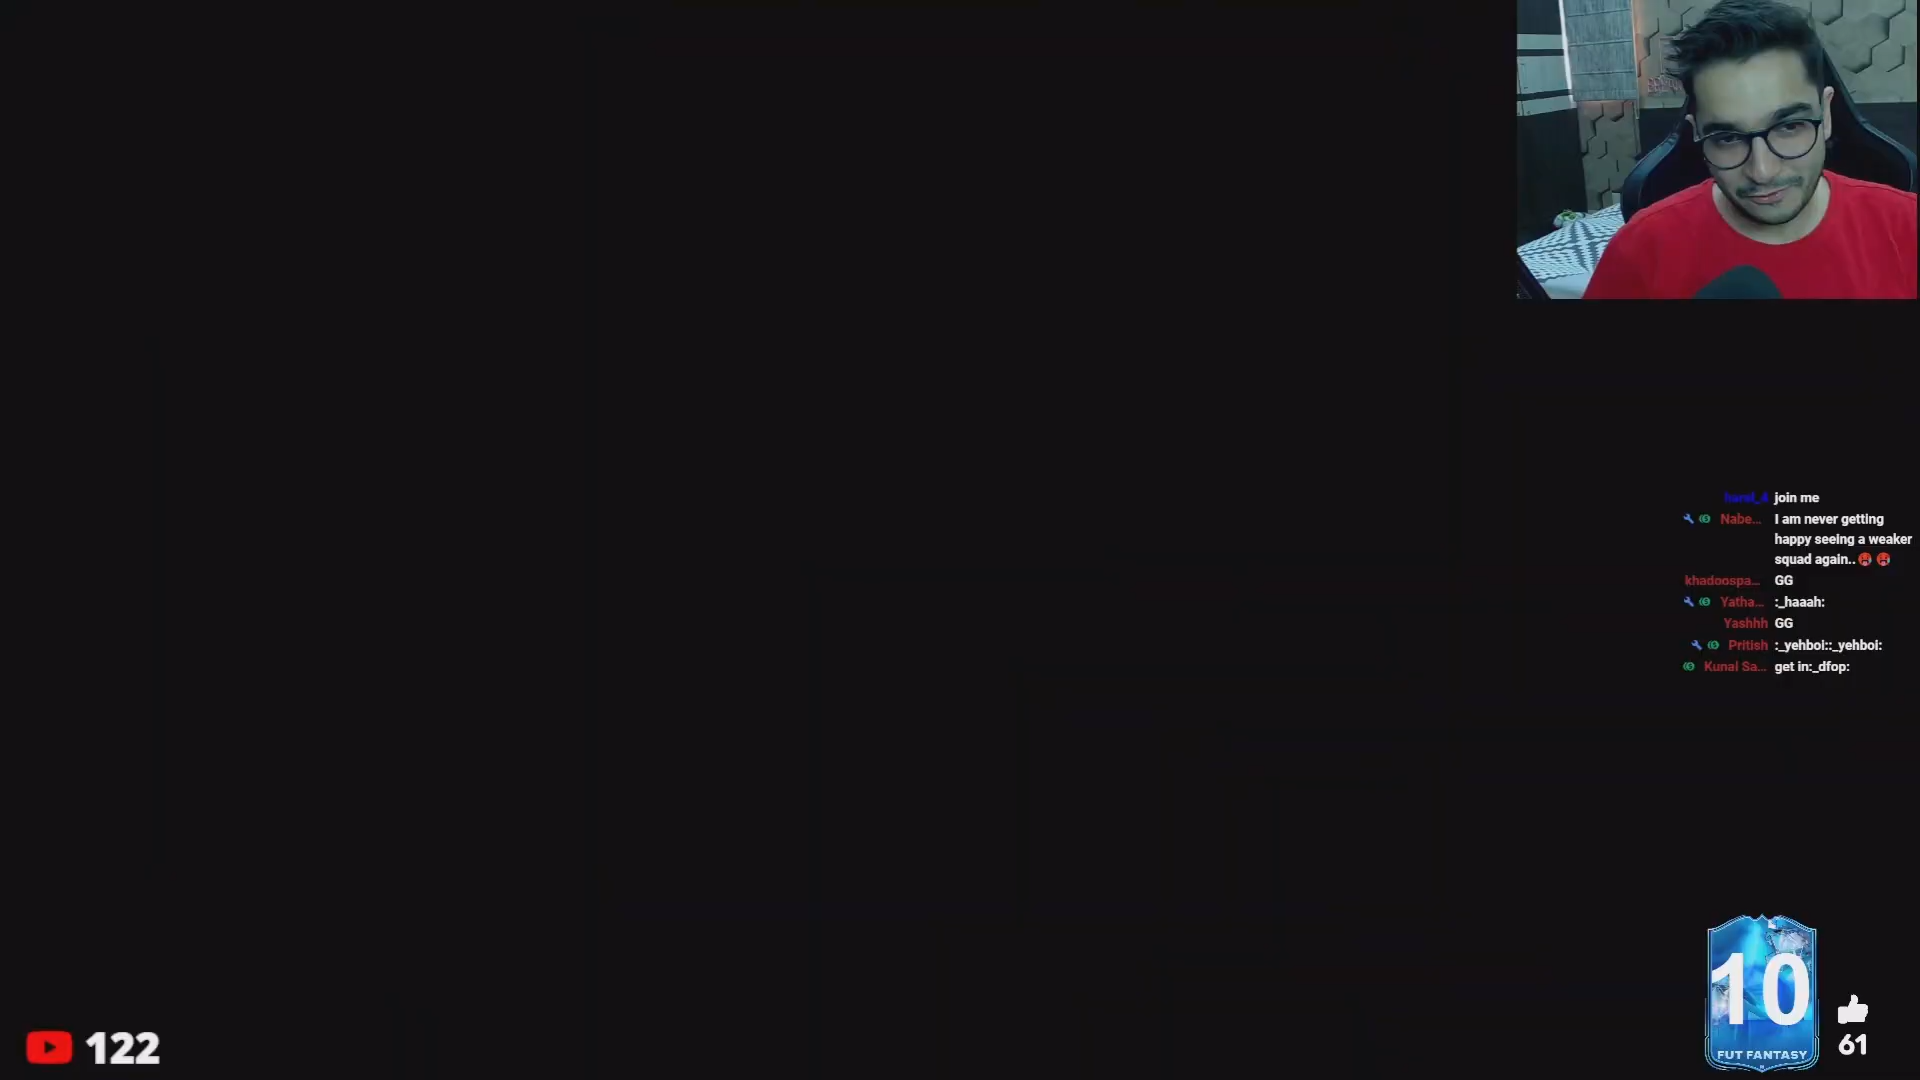 join me
Nabe... I am never getting
happy seeing a weaker
squad again..
khadoospa... GG
Yatha... :_haaah:
Yashhh GG
Pritish :_yehboi::_yehboi:
Kunal Sa... get in:_dfop:
10
FUT FANTASY
61
122